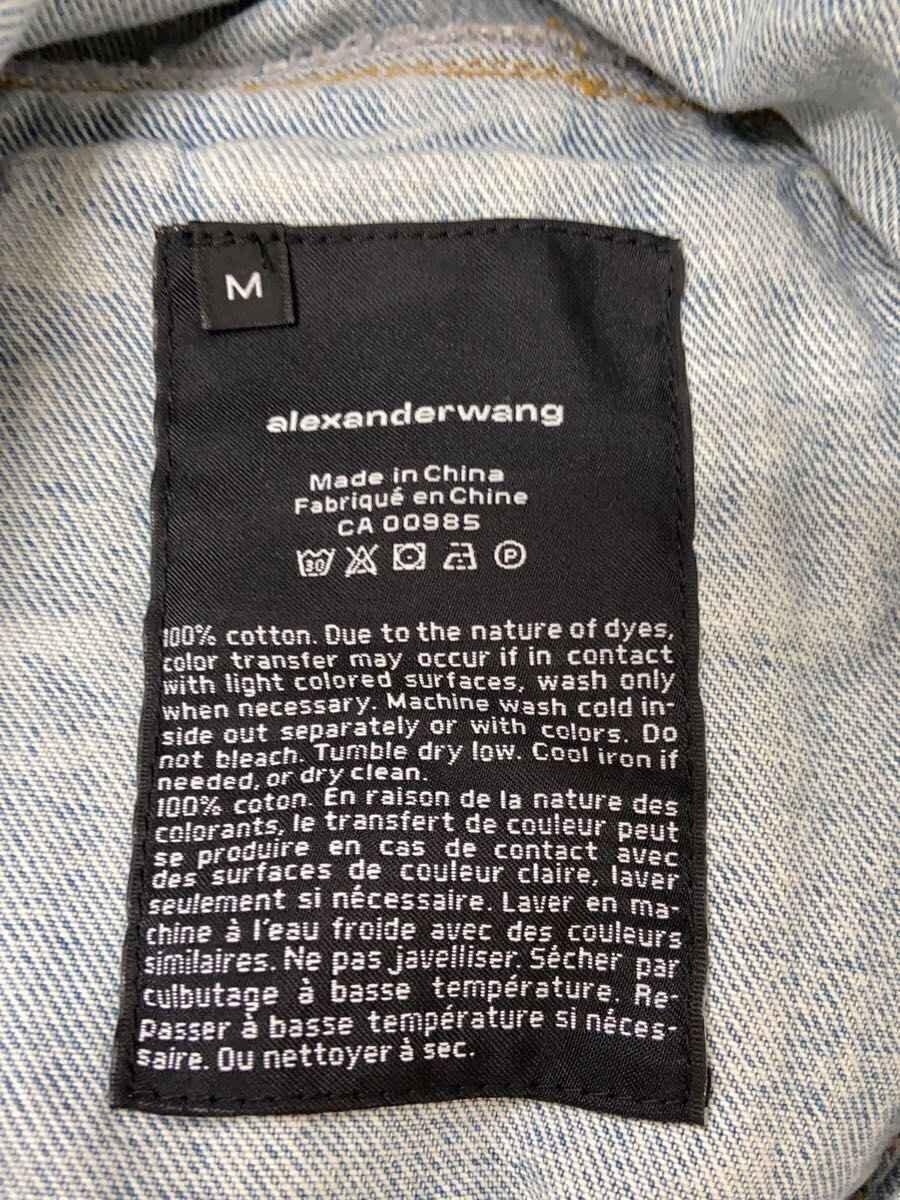 M
alexanderwang
Made in China
Fabriqué en Chine
CA 00985
30 P
100% cotton. Due to the nature of dyes,
color transfer may occur if in contact
with light colored surfaces, wash only
when necessary. Machine wash cold in-
side out separately or with colors. Do
not bleach. Tumble dry low. Cool iron if
needed, or dry clean.
100% coton. En raison de la nature des
colorants, le transfert de couleur peut
se produire en cas de contact avec
des surfaces de couleur claire, laver
seulement si nécessaire. Laver en ma-
chine à l'eau froide avec des couleurs
similaires. Ne pas javelliser. Sécher par
culbutage à basse température. Re-
passer à basse température si néces-
saire. Ou nettoyer à sec.